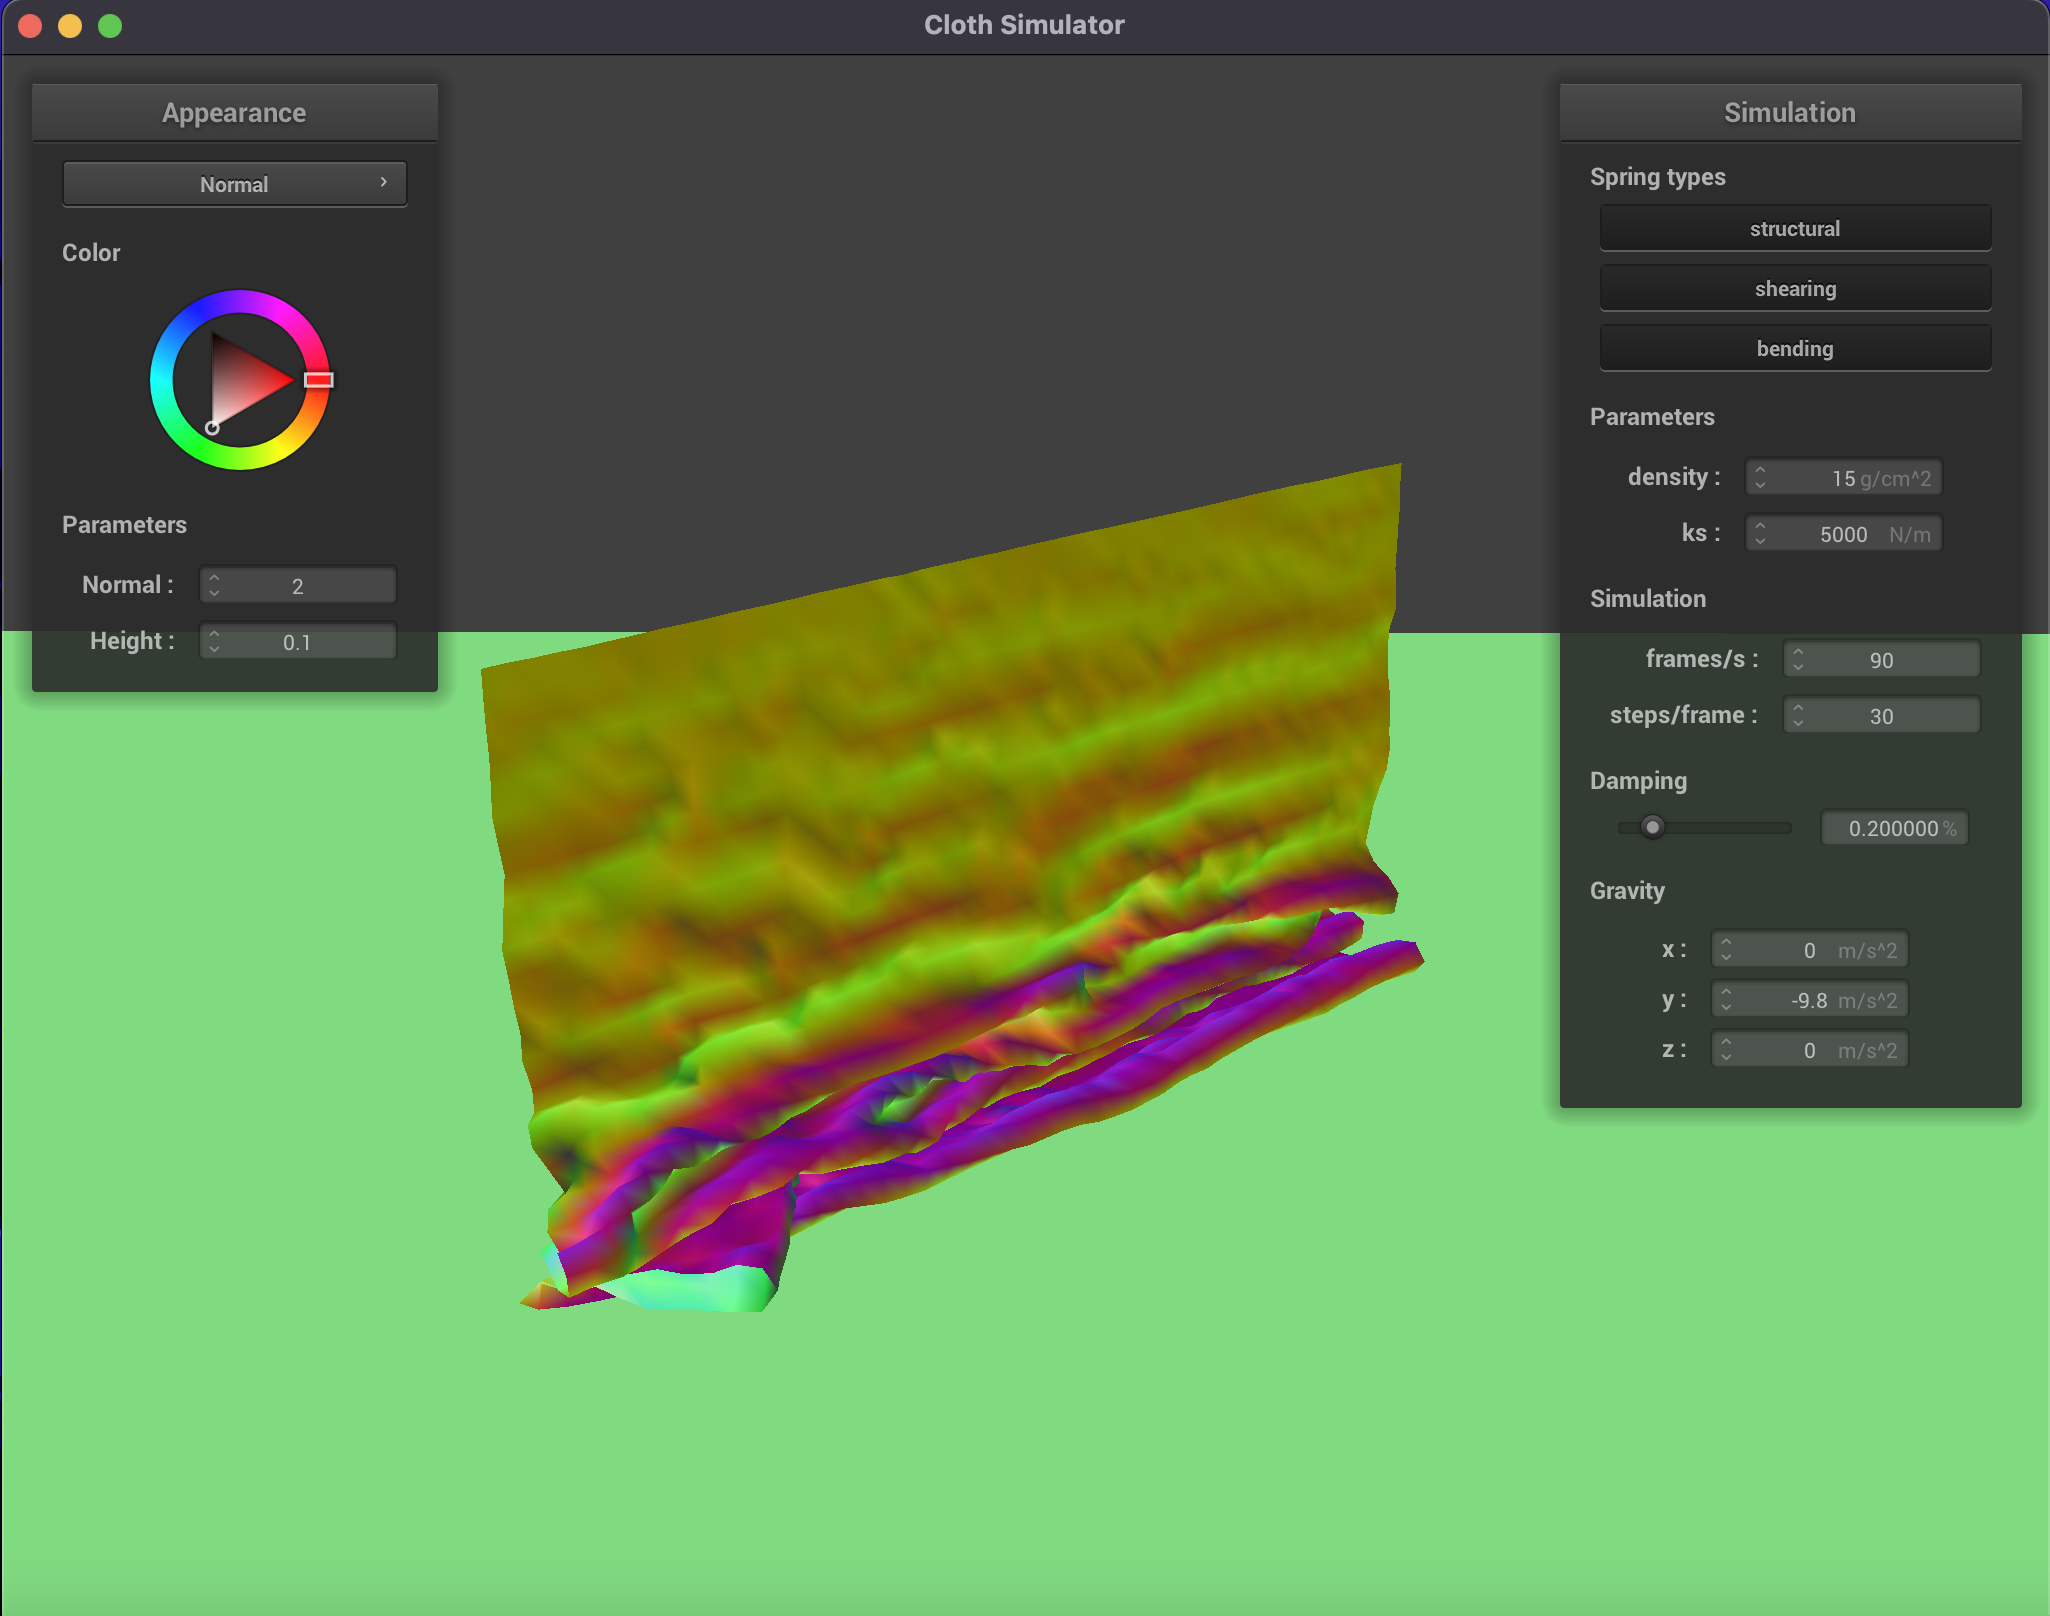 Cloth Simulator
Appearance
Normal
Color
Parameters
Normal : 2
Height : 0.1
Simulation
Spring types
structural
shearing
bending
Parameters
density : 15 g/cm^2
ks : 5000 N/m
Simulation
frames/s : 90
steps/frame : 30
Damping
0.200000 %
Gravity
x : 0 m/s^2
y : -9.8 m/s^2
z : 0 m/s^2